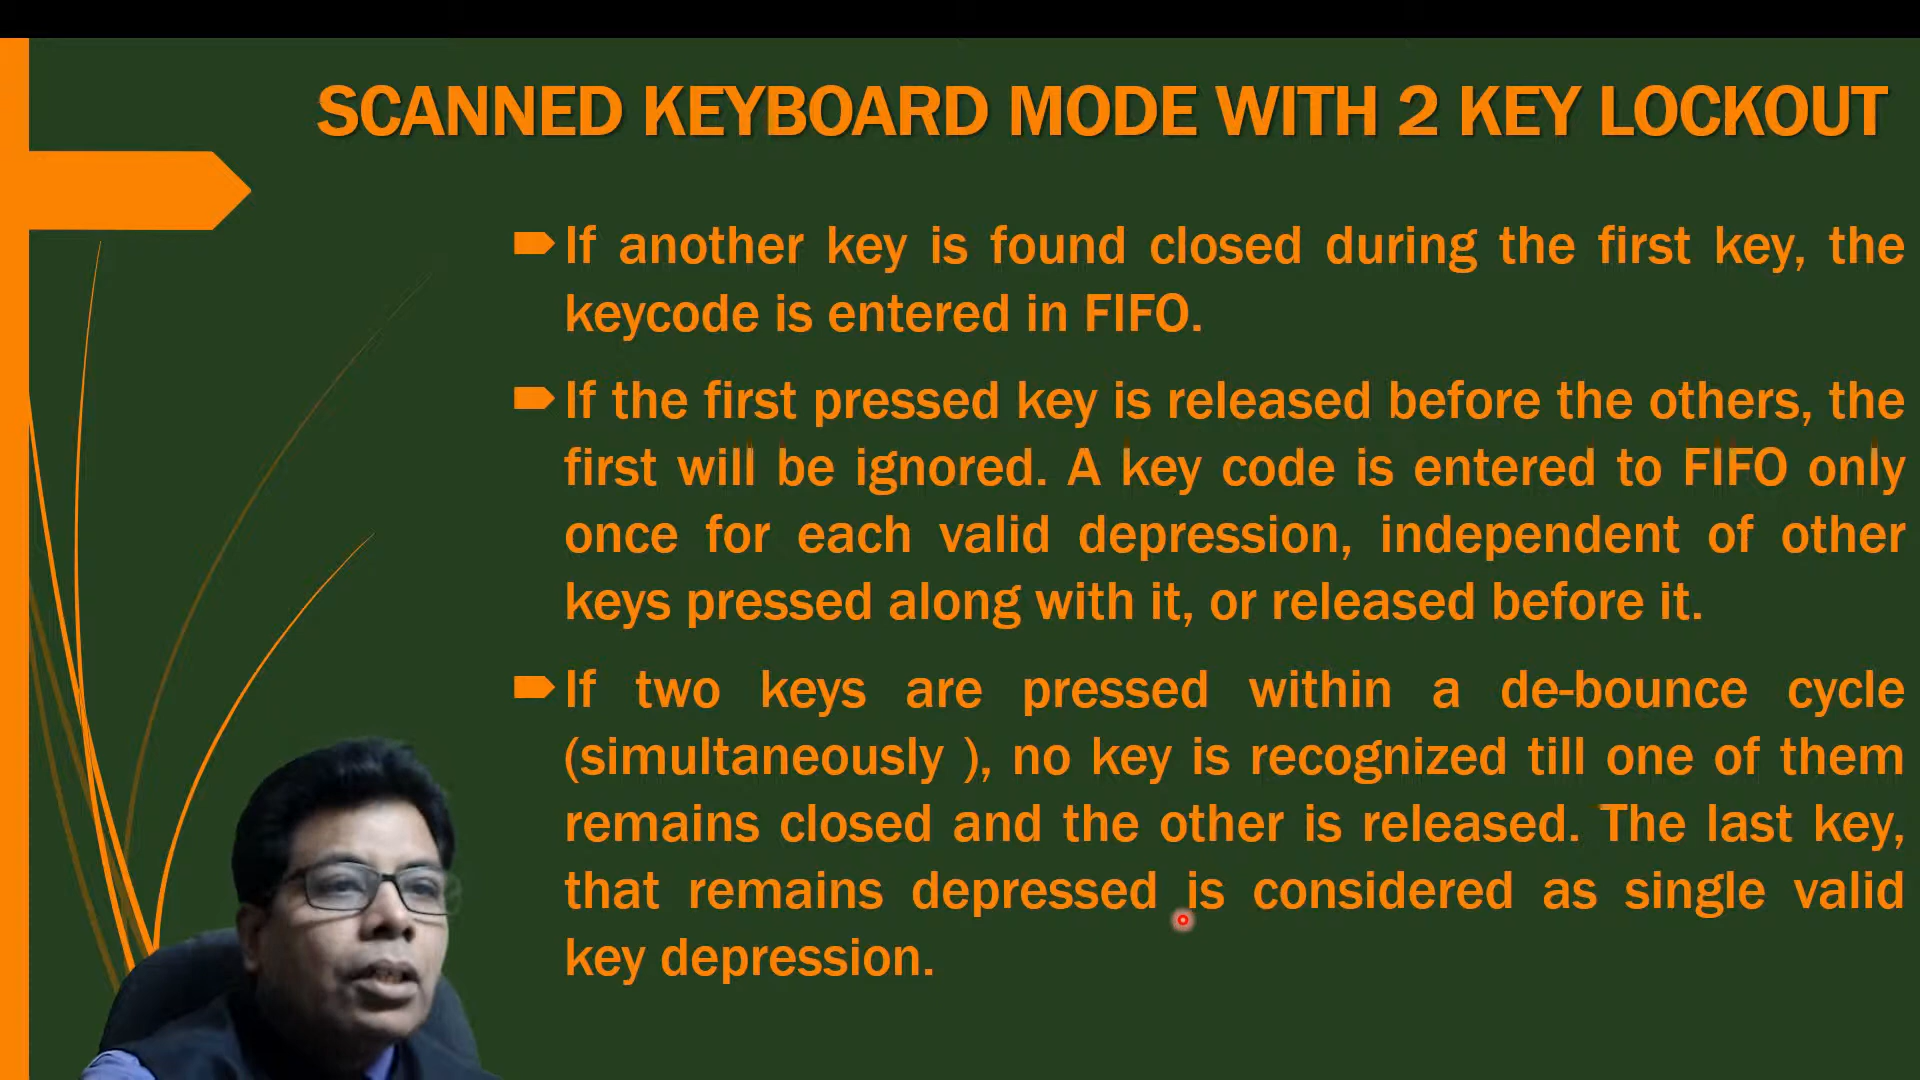 SCANNED KEYBOARD MODE WITH 2 KEY LOCKOUT
If another key is found closed during the first key, the
keycode is entered in FIFO.
If the first pressed key is released before the others, the
first will be ignored. A key code is entered to FIFO only
once for each valid depression, independent of other
keys pressed along with it, or released before it.
If two keys are pressed within a de-bounce cycle
(simultaneously ), no key is recognized till one of them
remains closed and the other is released. The last key,
that remains depressed is considered as single valid
key depression.